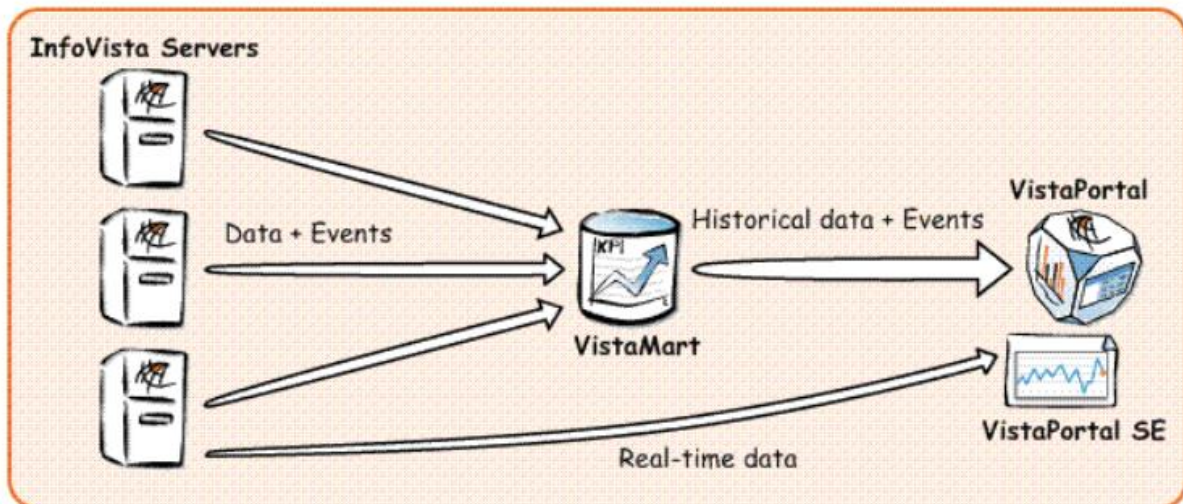 InfoVista Servers
Data + Events
Historical data + Events
VistaPortal
VistaMart
VistaPortal SE
Real-time data